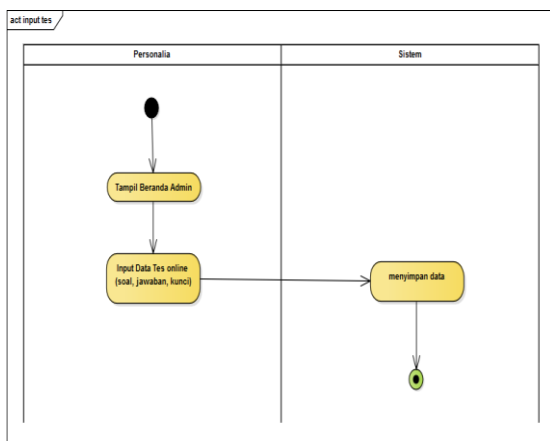 act input tes
Personalia
Sistem
Tampil Beranda Admin
Input Data Tes online
(soal, jawaban, kunci)
menyimpan data